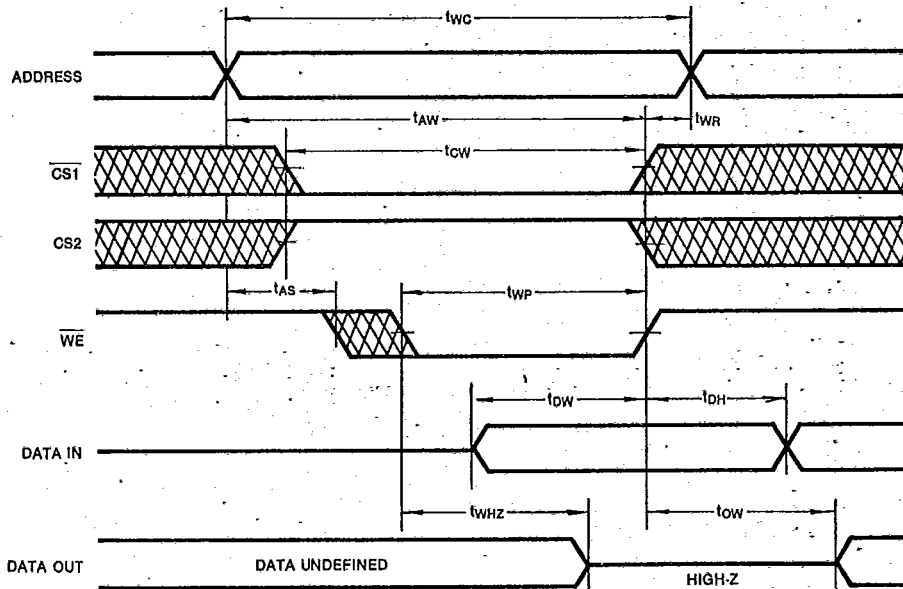 tWC
ADDRESS
tAW
tWR
CS1
tCW
CS2
tAS
tWP
WE
tDW
tDH
DATA IN
tWHZ
tOW
DATA OUT
DATA UNDEFINED
HIGH-Z